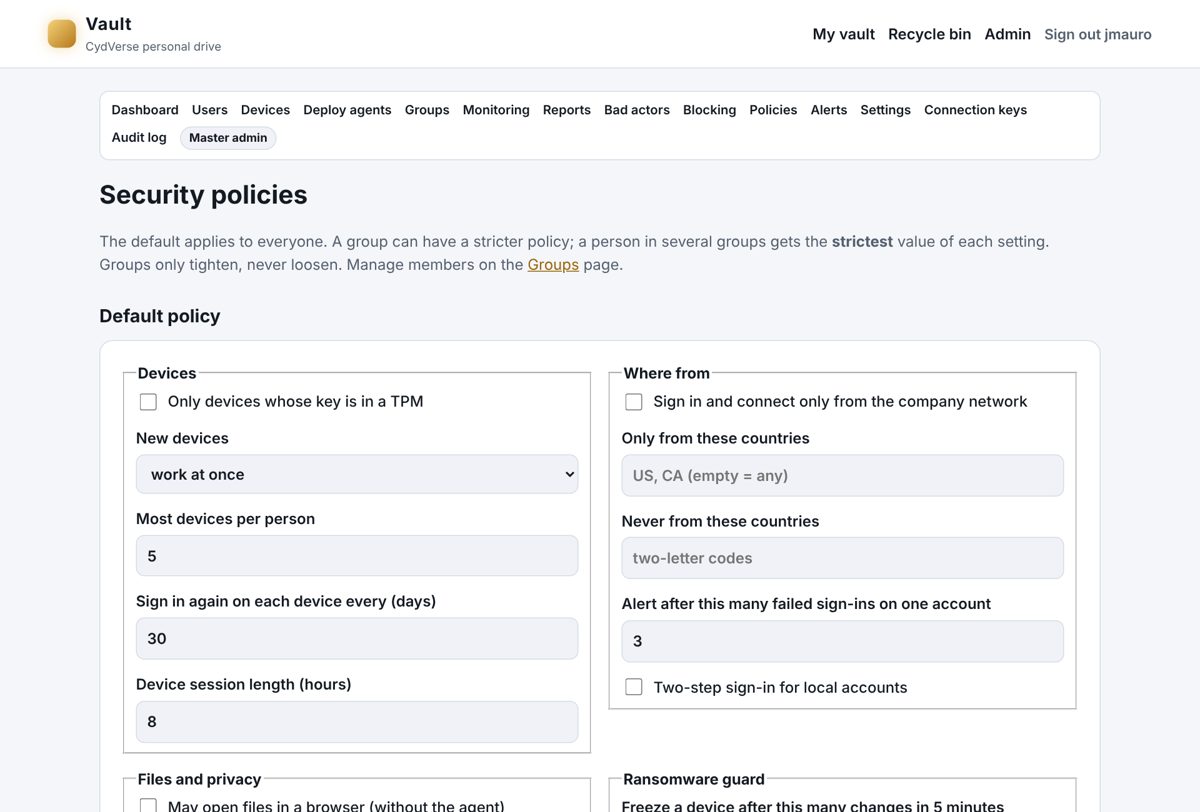 Vault
CydVerse personal drive
My vault Recycle bin Admin Sign out jmauro
Dashboard Users Devices Deploy agents Groups Monitoring Reports Bad actors Blocking Policies Alerts Settings Connection keys
Audit log Master admin
Security policies
The default applies to everyone. A group can have a stricter policy; a person in several groups gets the strictest value of each setting.
Groups only tighten, never loosen. Manage members on the Groups page.
Default policy
Devices
Only devices whose key is in a TPM
New devices
work at once
Most devices per person
5
Sign in again on each device every (days)
30
Device session length (hours)
8
Where from
Sign in and connect only from the company network
Only from these countries
US, CA (empty = any)
Never from these countries
two-letter codes
Alert after this many failed sign-ins on one account
3
Two-step sign-in for local accounts
Files and privacy
May open files in a browser (without the agent)
Ransomware guard
Freeze a device after this many changes in 5 minutes